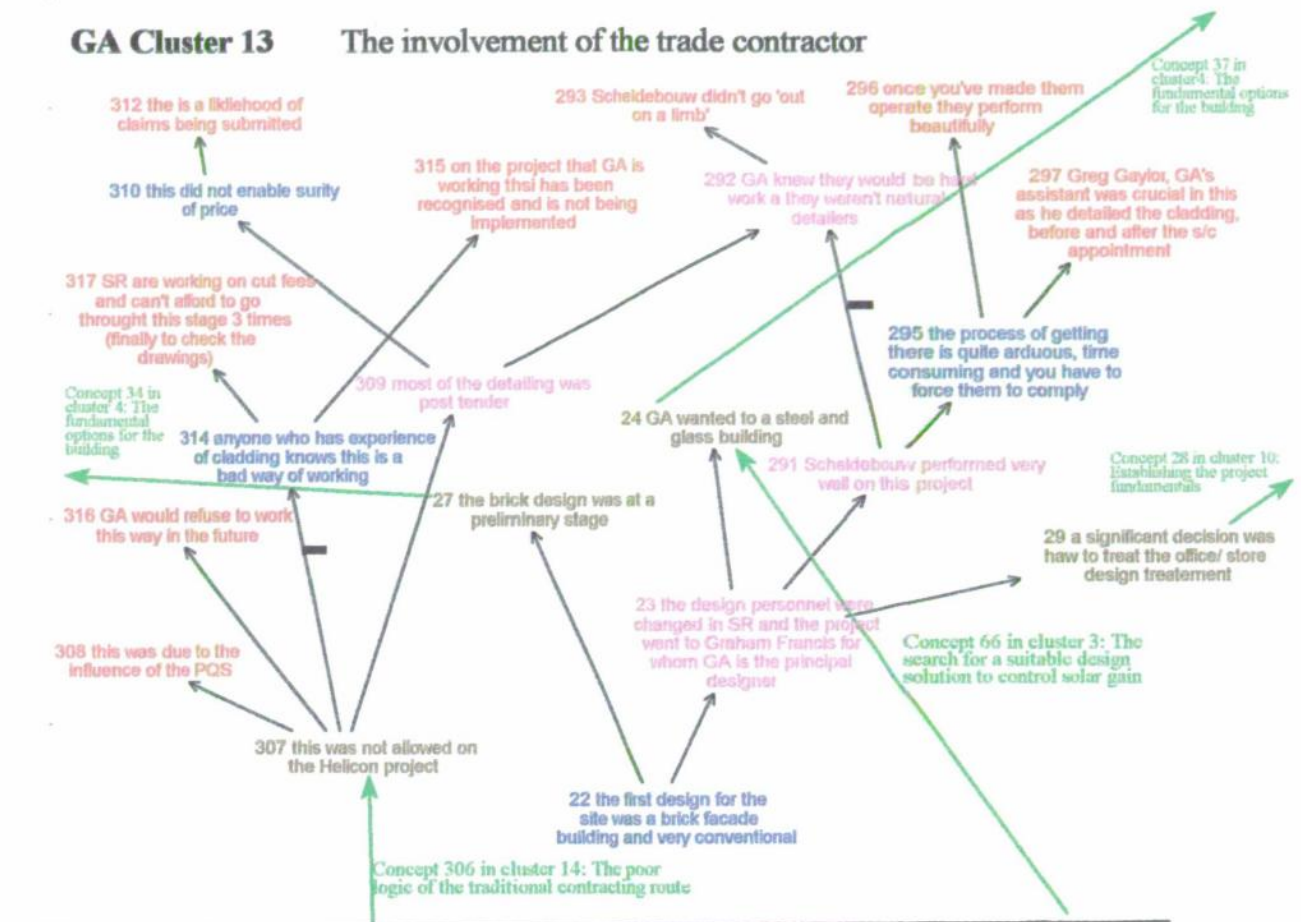 GA Cluster 13 The involvement of the trade contractor
Concept 37 in
cluster4: The
fundamental options
for the building
312 the is a likliehood of
claims being submitted
293 Scheldebouw didn't go 'out
on a limb'
296 once you've made them
operate they perform
beautifully
310 this did not enable surity
of price
315 on the project that GA is
working thsi has been
recognised and is not being
implemented
292 GA knew they would be hard
work a they weren't natural
detailers
297 Greg Gaylor, GA's
assistant was crucial in this
as he detailed the cladding,
before and after the s/c
appointment
317 SR are working on cut fees
and can't afford to go
throught this stage 3 times
(finally to check the
drawings)
295 the process of getting
there is quite arduous, time
consuming and you have to
force them to comply
309 most of the detailing was
post tender
Concept 34 in
cluster 4: The
fundamental
options for the
building
314 anyone who has experience
of cladding knows this is a
bad way of working
24 GA wanted to a steel and
glass building
291 Scheldebouw performed very
well on this project
Concept 28 in cluster 10:
Establishing the project
fundamentals
27 the brick design was at a
preliminary stage
316 GA would refuse to work
this way in the future
29 a significant decision was
haw to treat the office/ store
design treatement
23 the design personnel were
changed in SR and the project
went to Graham Francis for
whom GA is the principal
designer
308 this was due to the
influence of the PQS
Concept 66 in cluster 3: The
search for a suitable design
solution to control solar gain
307 this was not allowed on
the Helicon project
22 the first design for the
site was a brick facade
building and very conventional
Concept 306 in cluster 14: The poor
logic of the traditional contracting route